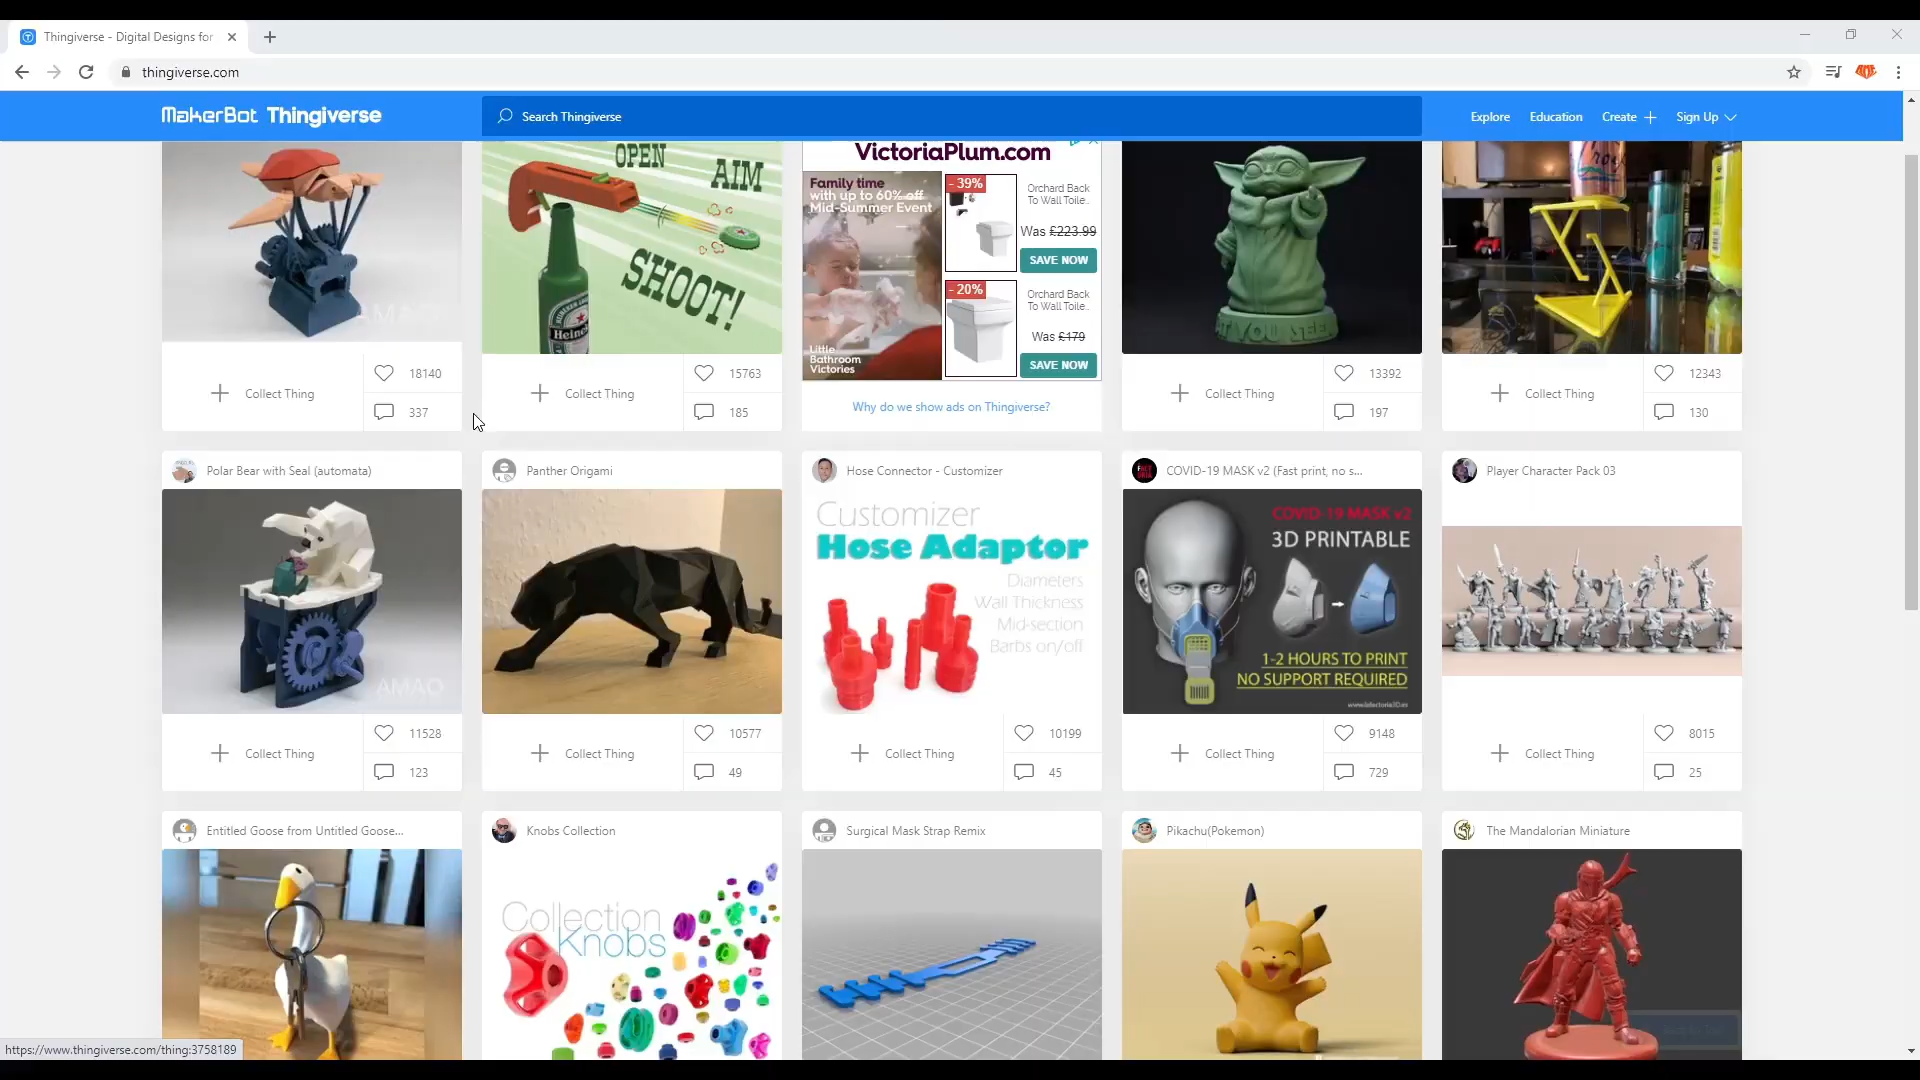 Thingiverse - Digital Designs for
thingiverse.com
MakerBot Thingiverse
Search Thingiverse
Explore
Education
Create
Sign Up
AMAO
OPEN
AIM
SHOOT!
VictoriaPlum.com
Family time
with up to 60% off
Mid-Summer Event
Little
Bathroom
Victories
- 39%
Orchard Back
To Wall Toile..
Was £223.99
SAVE NOW
- 20%
Orchard Back
To Wall Toile..
Was £179
SAVE NOW
Why do we show ads on Thingiverse?
Collect Thing
18140
337
Collect Thing
15763
185
Collect Thing
13392
197
Collect Thing
12343
130
Polar Bear with Seal (automata)
AMAO
Collect Thing
11528
123
Panther Origami
Collect Thing
10577
49
Hose Connector - Customizer
Customizer
Hose Adaptor
Diameters
Wall Thickness
Mid-section
Barbs on/off
Collect Thing
10199
45
COVID-19 MASK v2 (Fast print, no s...
COVID-19 MASK v2
3D PRINTABLE
1-2 HOURS TO PRINT
NO SUPPORT REQUIRED
Collect Thing
9148
729
Player Character Pack 03
Collect Thing
8015
25
Entitled Goose from Untitled Goose...
Knobs Collection
Collection
Knobs
Surgical Mask Strap Remix
Pikachu(Pokemon)
The Mandalorian Miniature
https://www.thingiverse.com/thing:3758189